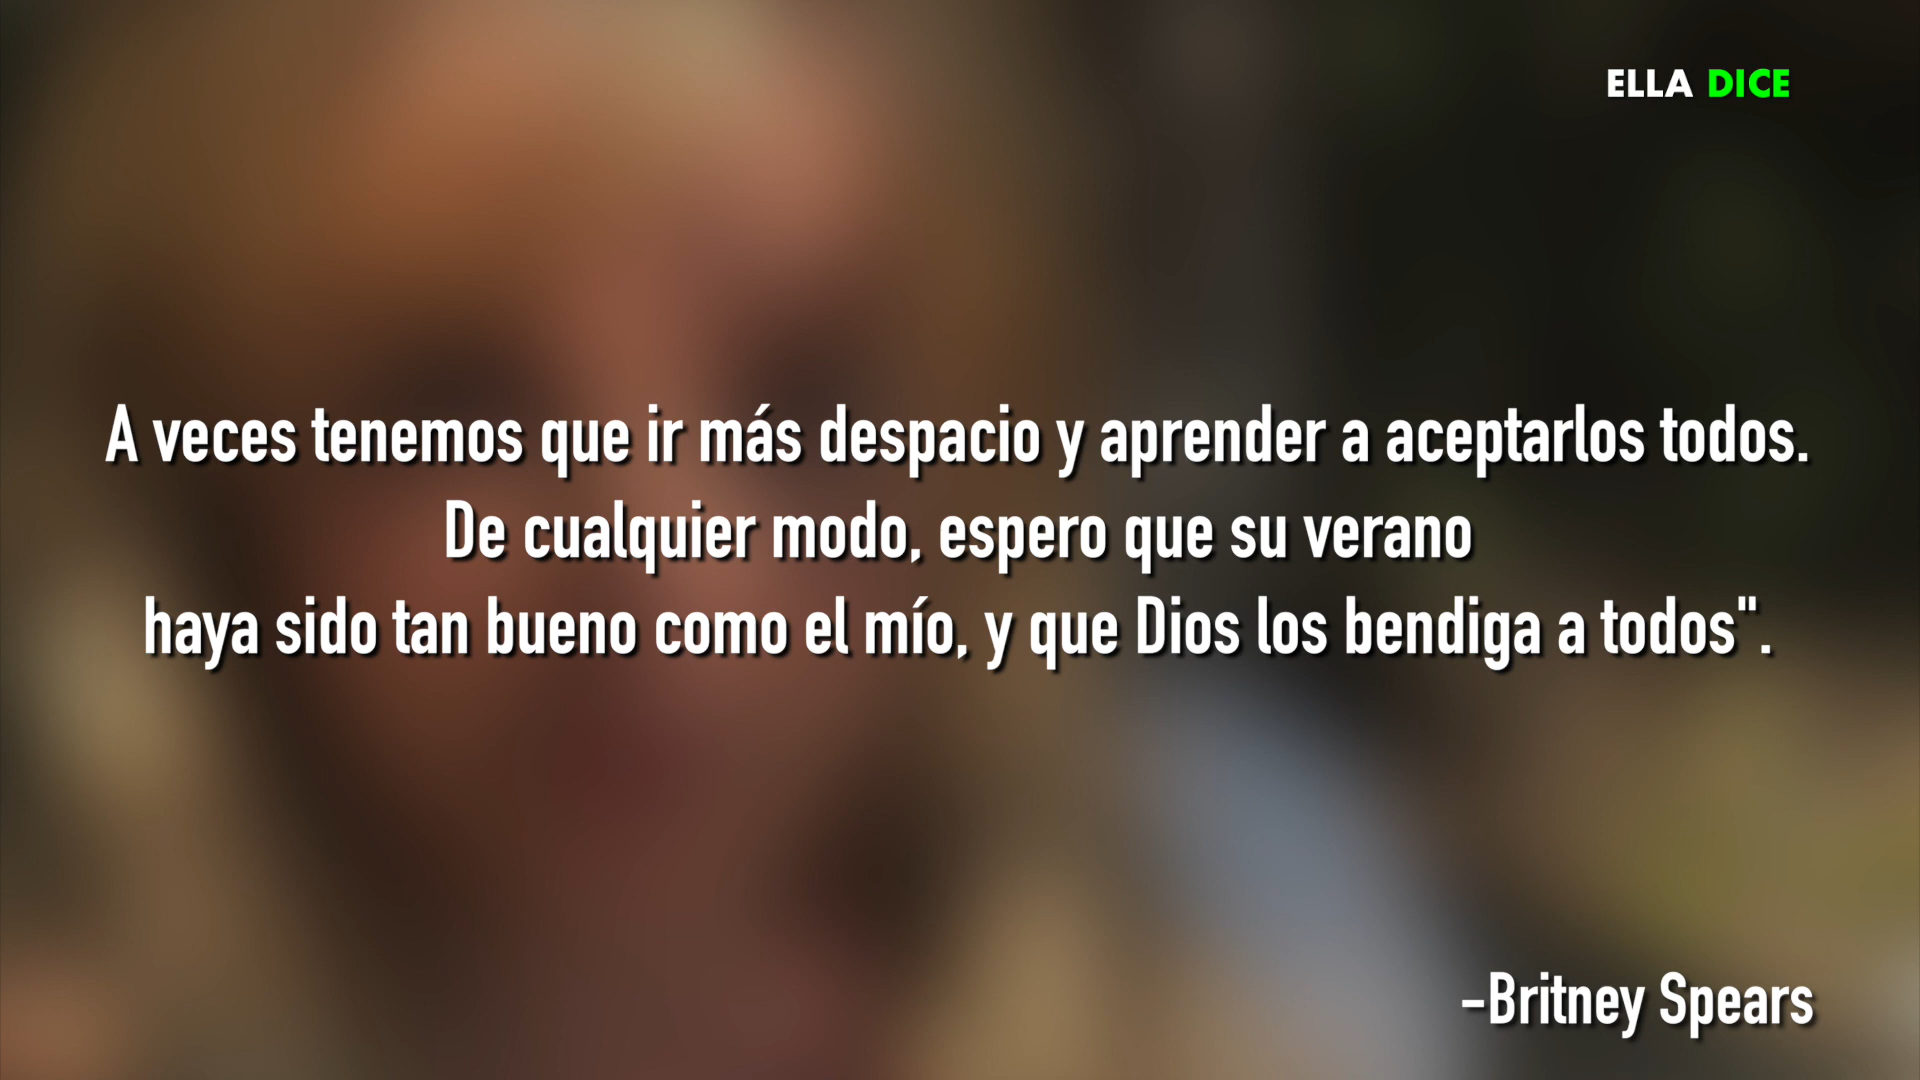 ELLA DICE
A veces tenemos que ir más despacio y aprender a aceptarlos todos.
De cualquier modo, espero que su verano
haya sido tan bueno como el mío, y que Dios los bendiga a todos".
-Britney Spears